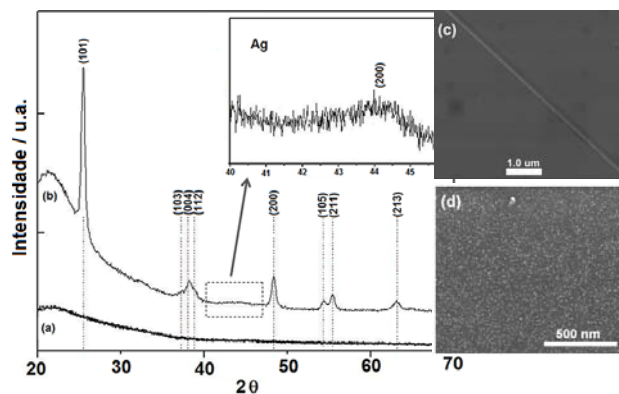 Intensidade / u.a.
(101)
(b)
(103)
(004)
(112)
(200)
(105)
(211)
(213)
(a)
Ag
(200)
40 41 42 43 44 45
20 30 40 50 60 70
2θ
(c)
1.0 um
(d)
500 nm